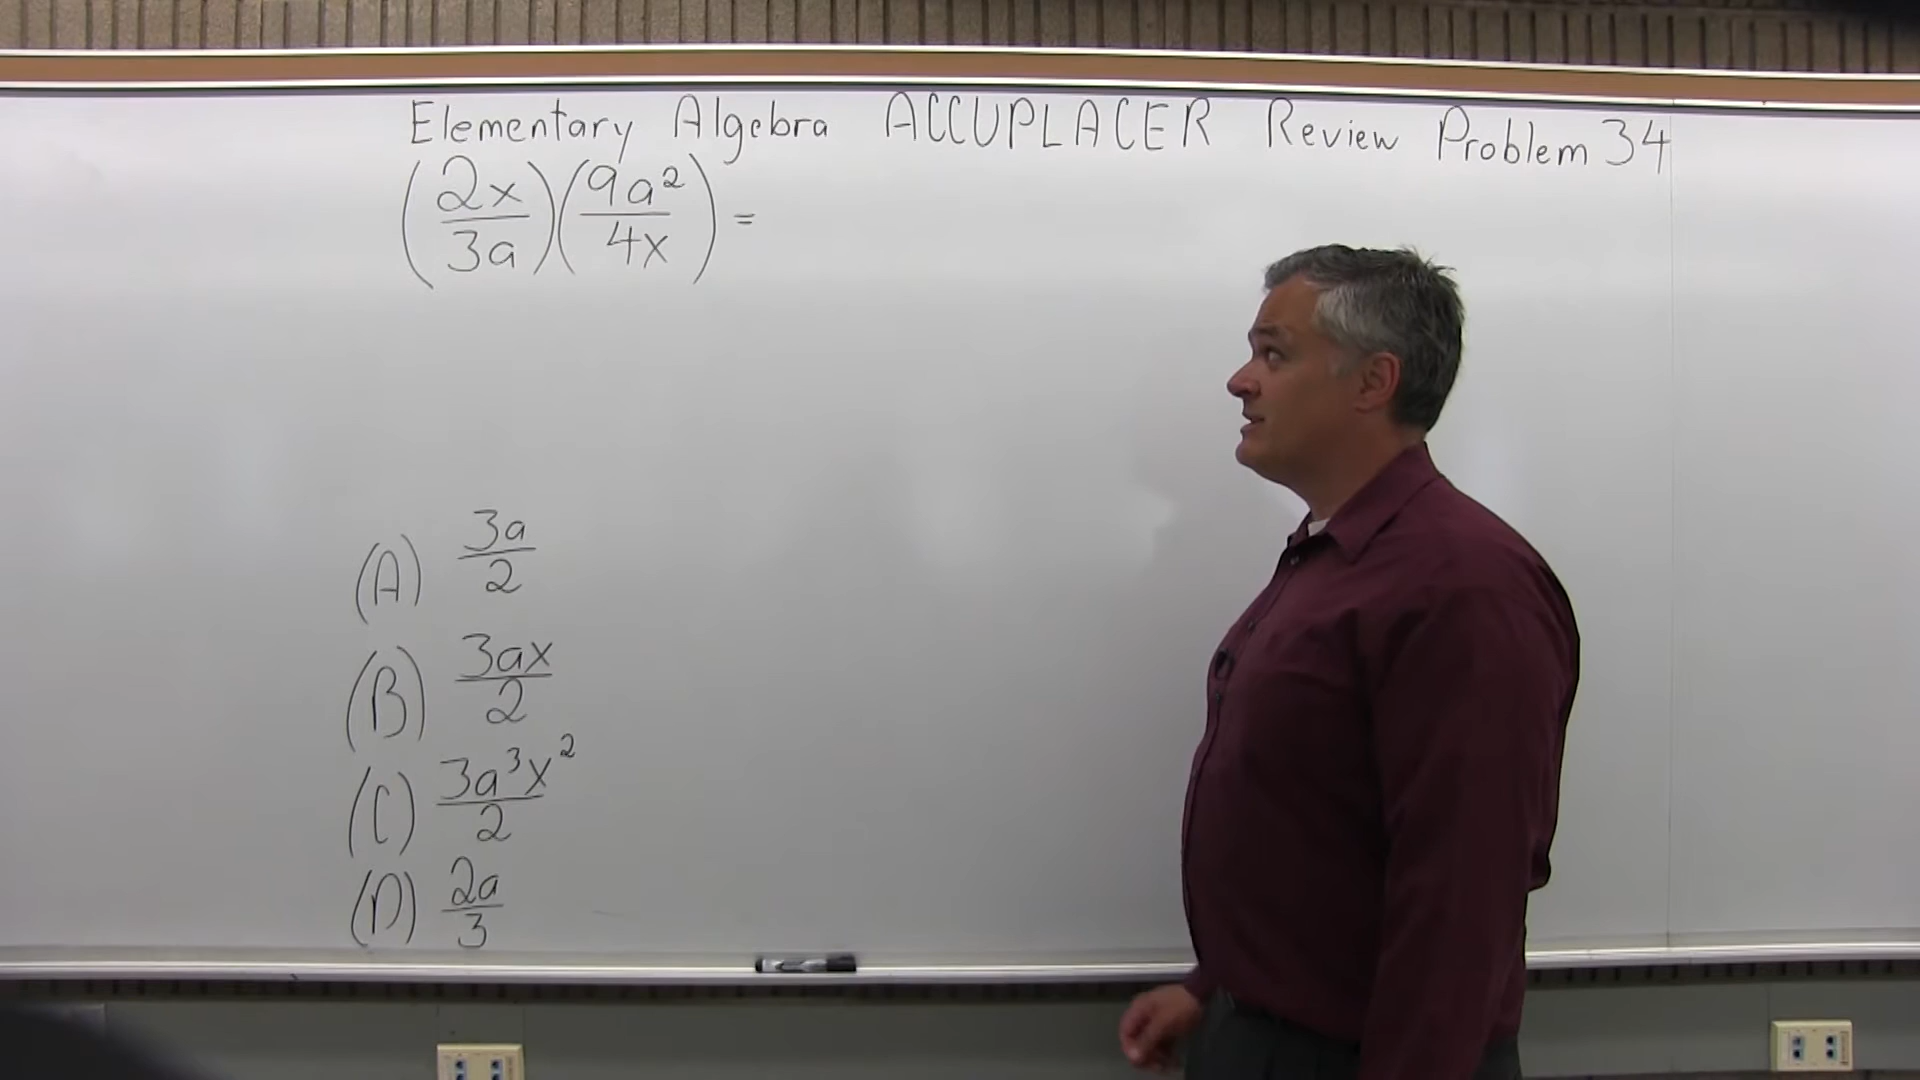 Elementary Algebra ACCUPLACER Review Problem 34
(2x/3a)(9a²/4x) =
(A) 3a/2
(B) 3ax/2
(C) 3a³x²/2
(D) 2a/3